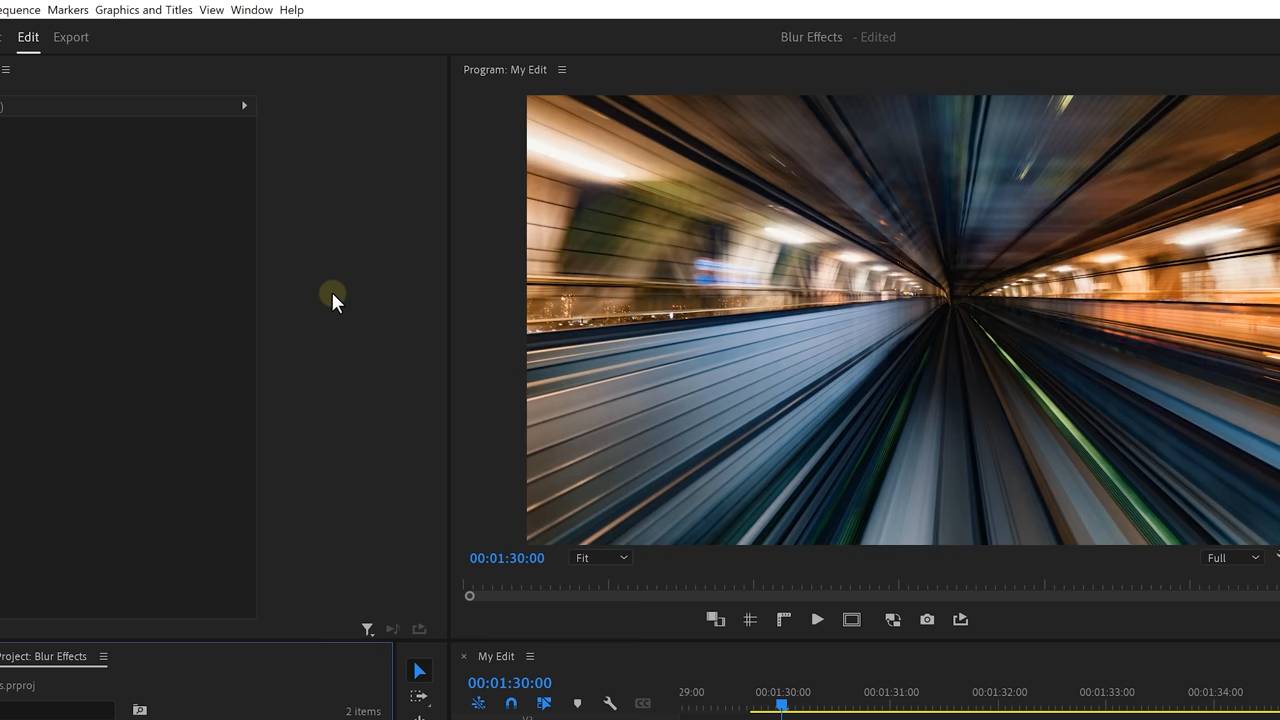 equence Markers Graphics and Titles View Window Help
Edit Export
Blur Effects - Edited
Program: My Edit
)
00:01:30:00 Fit Full
Project: Blur Effects
s.prproj
2 items
× My Edit
00:01:30:00
29:00 00:01:30:00 00:01:31:00 00:01:32:00 00:01:33:00 00:01:34:00
CC